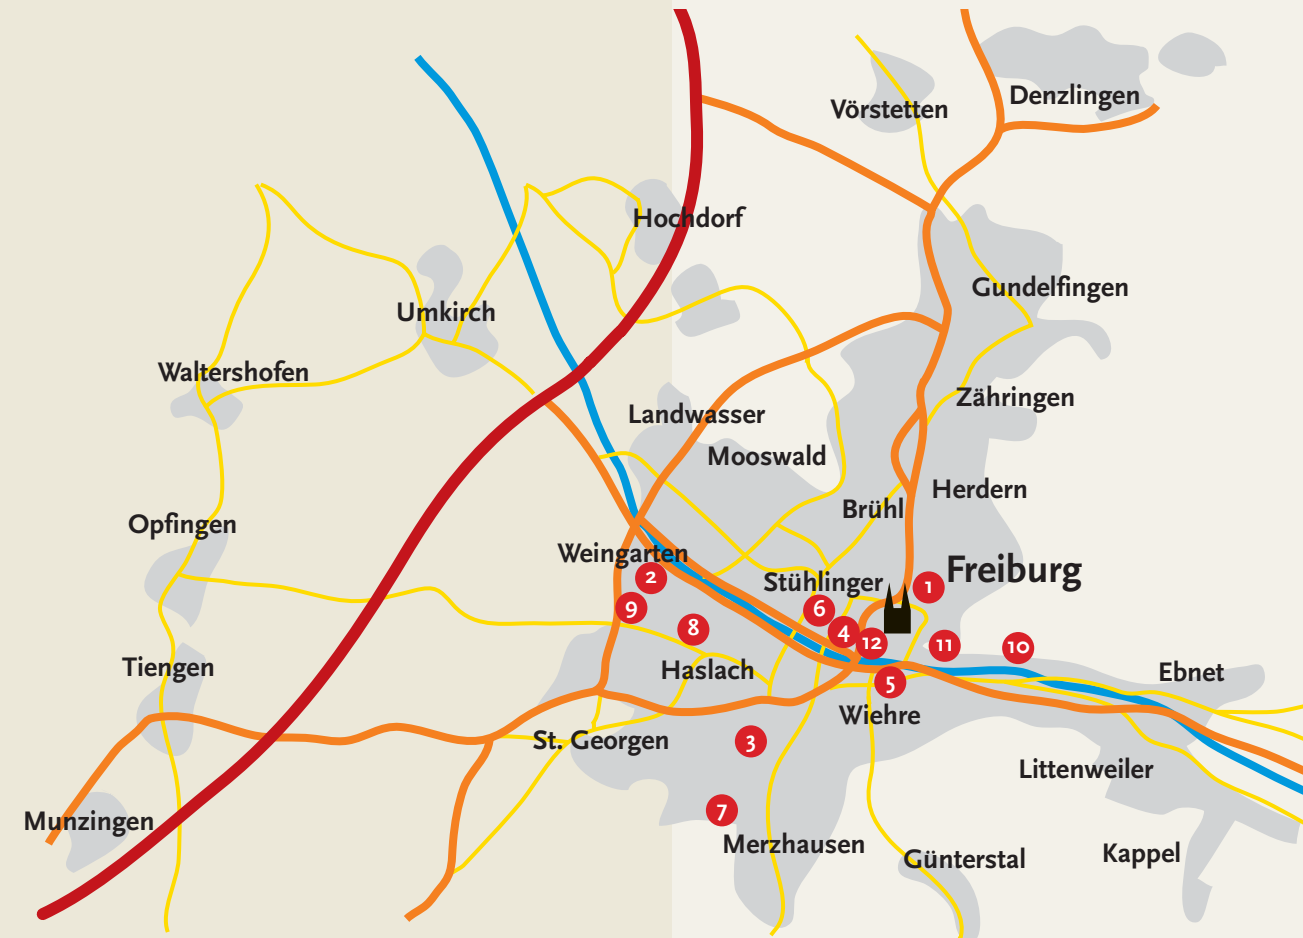 Denzlingen
Vörstetten
Hochdorf
Gundelfingen
Umkirch
Waltershofen
Zähringen
Landwasser
Mooswald
Herdern
Brühl
Opfingen
Weingarten
Freiburg
Stühlinger
2
1
9
6
8
4
12
11
10
Tiengen
Haslach
Ebnet
5
Wiehre
St. Georgen
3
Littenweiler
7
Munzingen
Merzhausen
Günterstal
Kappel